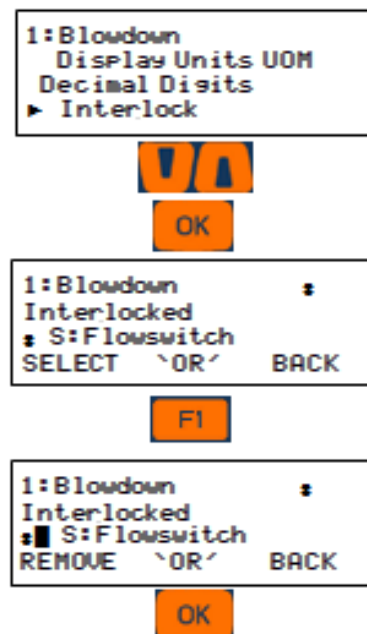 1:Blowdown
Display Units UOM
Decimal Digits
► Interlock
OK
1:Blowdown ↕
Interlocked
↕ S:Flowswitch
SELECT `OR´ BACK
F1
1:Blowdown ↕
Interlocked
↕█ S:Flowswitch
REMOVE `OR´ BACK
OK